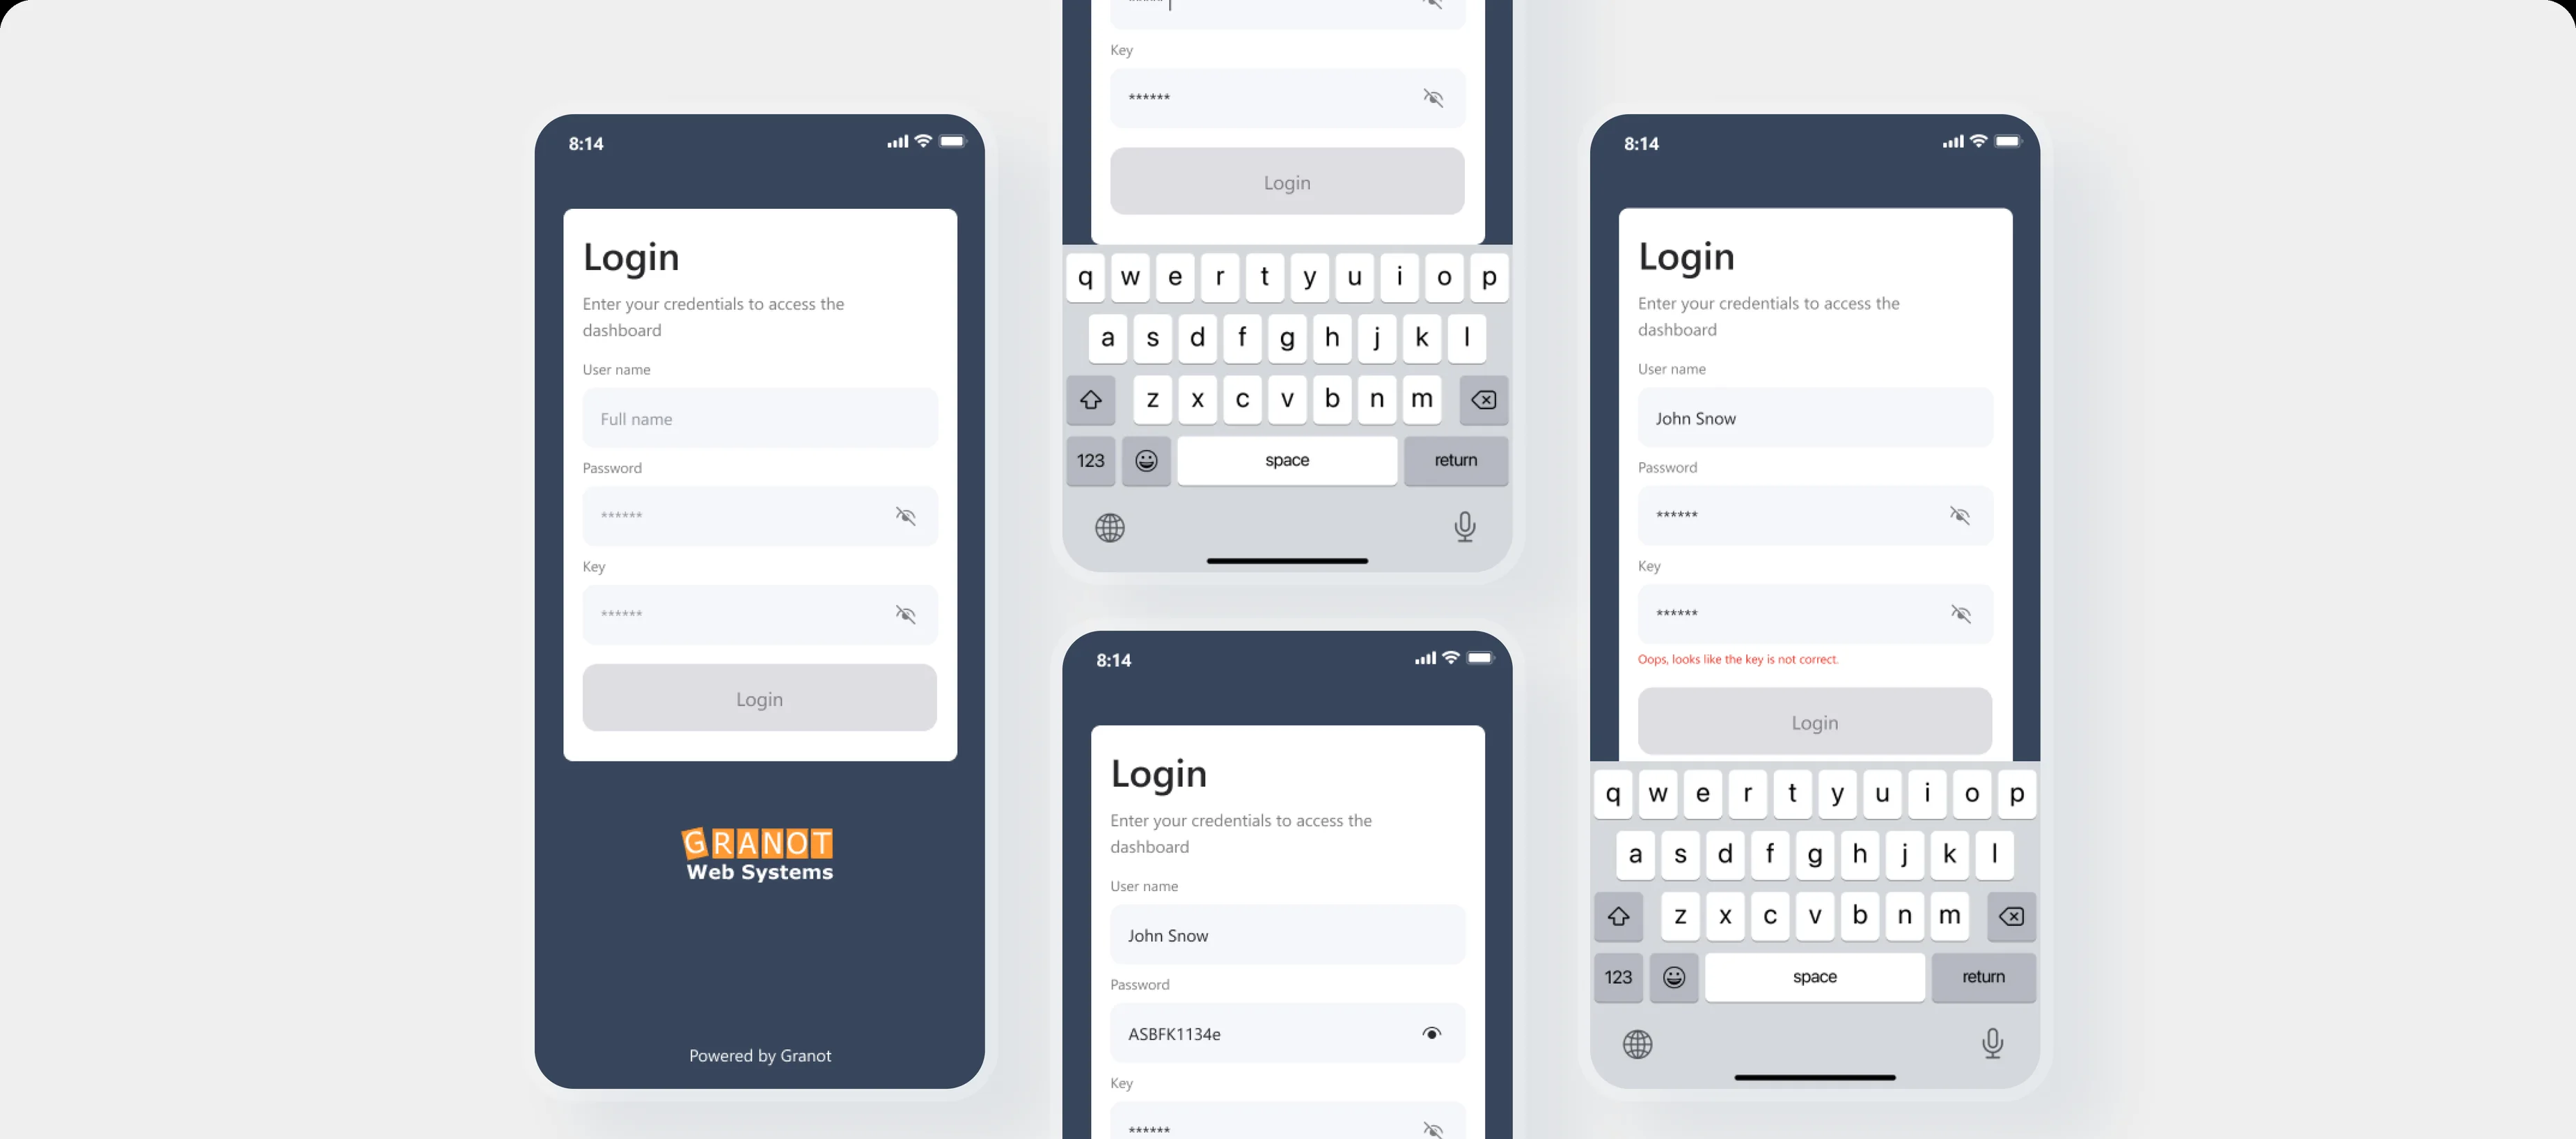 8:14
Login
Enter your credentials to access the
dashboard
User name
Full name
Password
******
Key
******
Login
GRANOT
Web Systems
Powered by Granot
******
Key
******
Login
q w e r t y u i o p
a s d f g h j k l
z x c v b n m
123 space return
8:14
Login
Enter your credentials to access the
dashboard
User name
John Snow
Password
ASBFK1134e
Key
******
8:14
Login
Enter your credentials to access the
dashboard
User name
John Snow
Password
******
Key
******
Oops, looks like the key is not correct.
Login
q w e r t y u i o p
a s d f g h j k l
z x c v b n m
123 space return